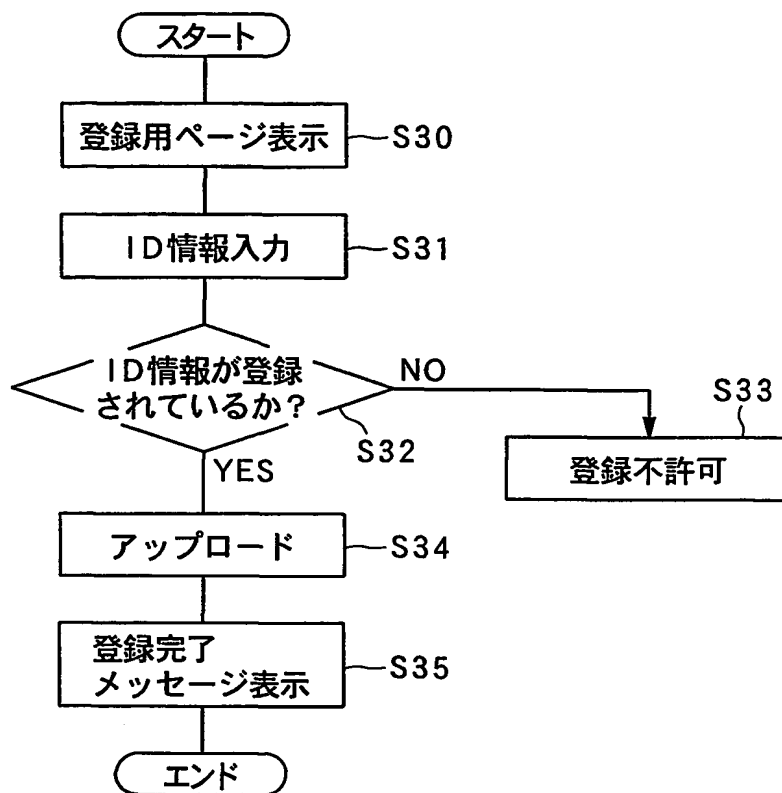 スタート
登録用ページ表示
S30
ID情報入力
S31
ID情報が登録
されているか?
S32
NO
S33
登録不許可
YES
アップロード
S34
登録完了
メッセージ表示
S35
エンド